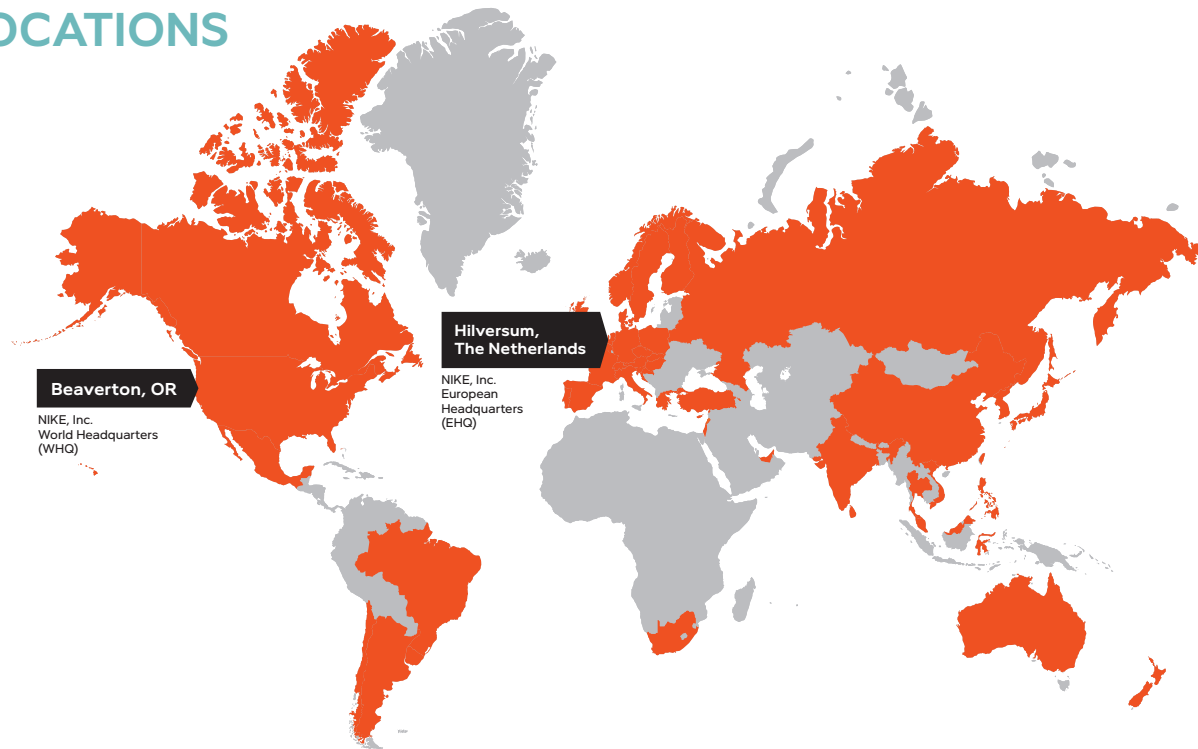 OCATIONS
Hilversum,
The Netherlands
NIKE, Inc.
European
Headquarters
(EHQ)
Beaverton, OR
NIKE, Inc.
World Headquarters
(WHQ)